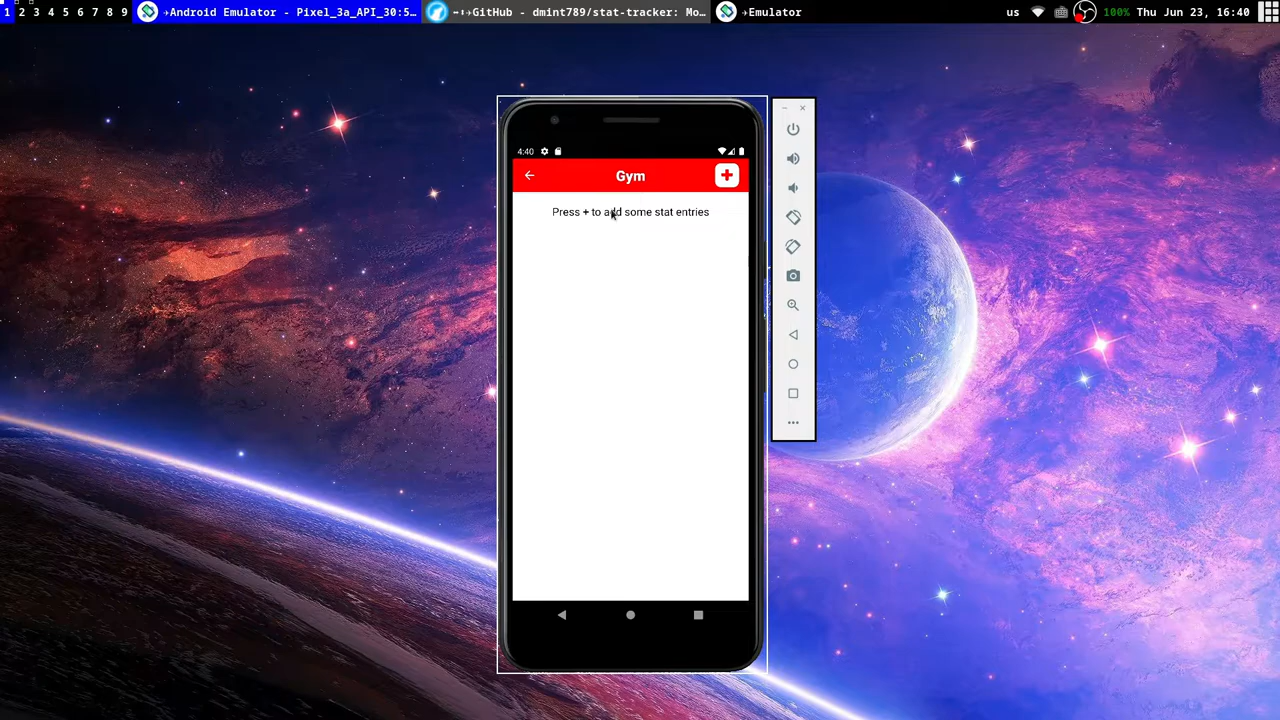 1 2 3 4 5 6 7 8 9 ✈Android Emulator - Pixel_3a_API_30:5… ✈GitHub - dmint789/stat-tracker: Mo… ✈Emulator us 100% Thu Jun 23, 16:40
4:40
Gym
Press + to add some stat entries